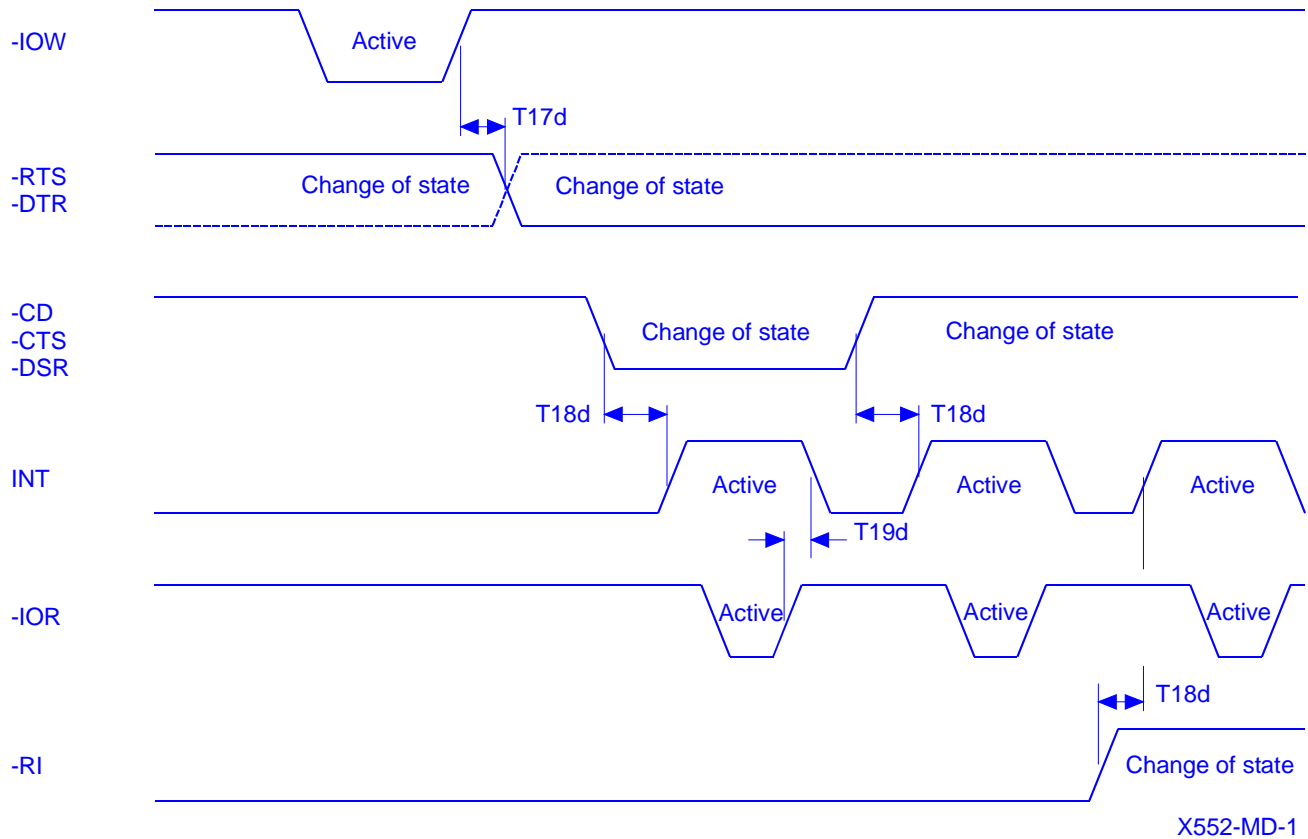 -IOW
Active
T17d
-RTS
-DTR
Change of state
Change of state
-CD
-CTS
-DSR
Change of state
Change of state
T18d
T18d
INT
Active
Active
Active
T19d
-IOR
Active
Active
Active
T18d
-RI
Change of state
X552-MD-1